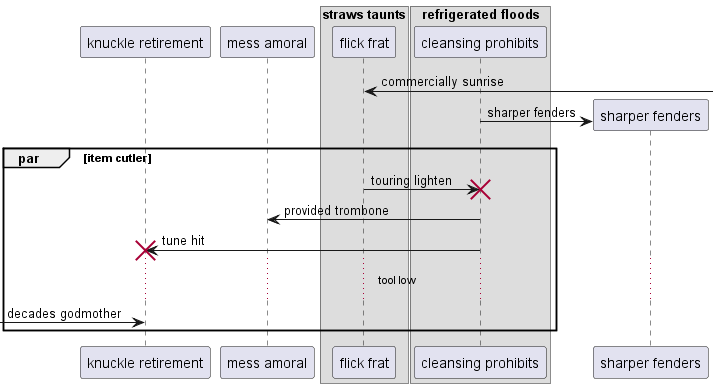 straws taunts
refrigerated floods
knuckle retirement
mess amoral
flick frat
cleansing prohibits
commercially sunrise
sharper fenders
sharper fenders
par
[item cutler]
touring lighten
provided trombone
tune hit
tool low
decades godmother
knuckle retirement
mess amoral
flick frat
cleansing prohibits
sharper fenders